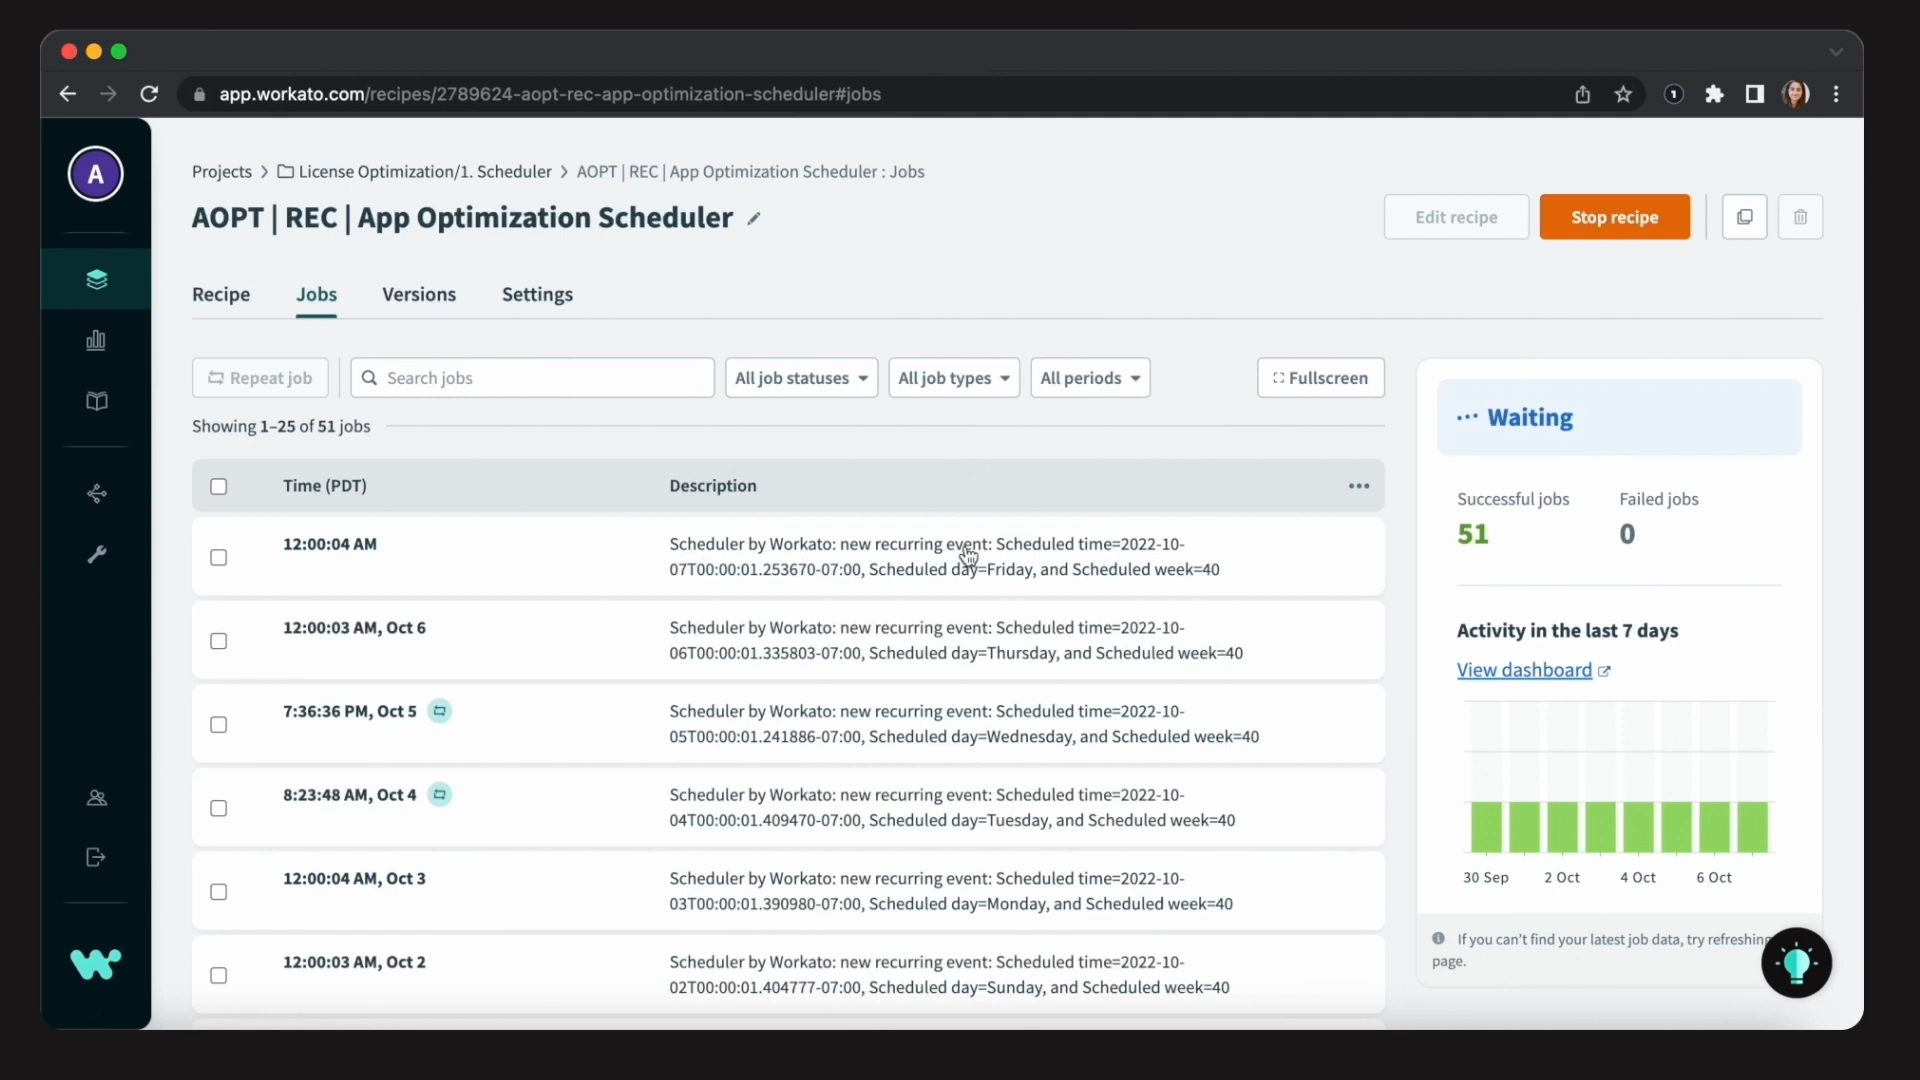 app.workato.com/recipes/2789624-aopt-rec-app-optimization-scheduler#jobs
A
Projects > License Optimization/1. Scheduler > AOPT | REC | App Optimization Scheduler : Jobs
AOPT | REC | App Optimization Scheduler
Edit recipe
Stop recipe
Recipe
Jobs
Versions
Settings
Repeat job
Search jobs
All job statuses
All job types
All periods
Fullscreen
Showing 1–25 of 51 jobs
Time (PDT)
Description
12:00:04 AM
Scheduler by Workato: new recurring event: Scheduled time=2022-10-
07T00:00:01.253670-07:00, Scheduled day=Friday, and Scheduled week=40
12:00:03 AM, Oct 6
Scheduler by Workato: new recurring event: Scheduled time=2022-10-
06T00:00:01.335803-07:00, Scheduled day=Thursday, and Scheduled week=40
7:36:36 PM, Oct 5
Scheduler by Workato: new recurring event: Scheduled time=2022-10-
05T00:00:01.241886-07:00, Scheduled day=Wednesday, and Scheduled week=40
8:23:48 AM, Oct 4
Scheduler by Workato: new recurring event: Scheduled time=2022-10-
04T00:00:01.409470-07:00, Scheduled day=Tuesday, and Scheduled week=40
12:00:04 AM, Oct 3
Scheduler by Workato: new recurring event: Scheduled time=2022-10-
03T00:00:01.390980-07:00, Scheduled day=Monday, and Scheduled week=40
12:00:03 AM, Oct 2
Scheduler by Workato: new recurring event: Scheduled time=2022-10-
02T00:00:01.404777-07:00, Scheduled day=Sunday, and Scheduled week=40
Waiting
Successful jobs
Failed jobs
51
0
Activity in the last 7 days
View dashboard
30 Sep
2 Oct
4 Oct
6 Oct
If you can't find your latest job data, try refreshing
page.